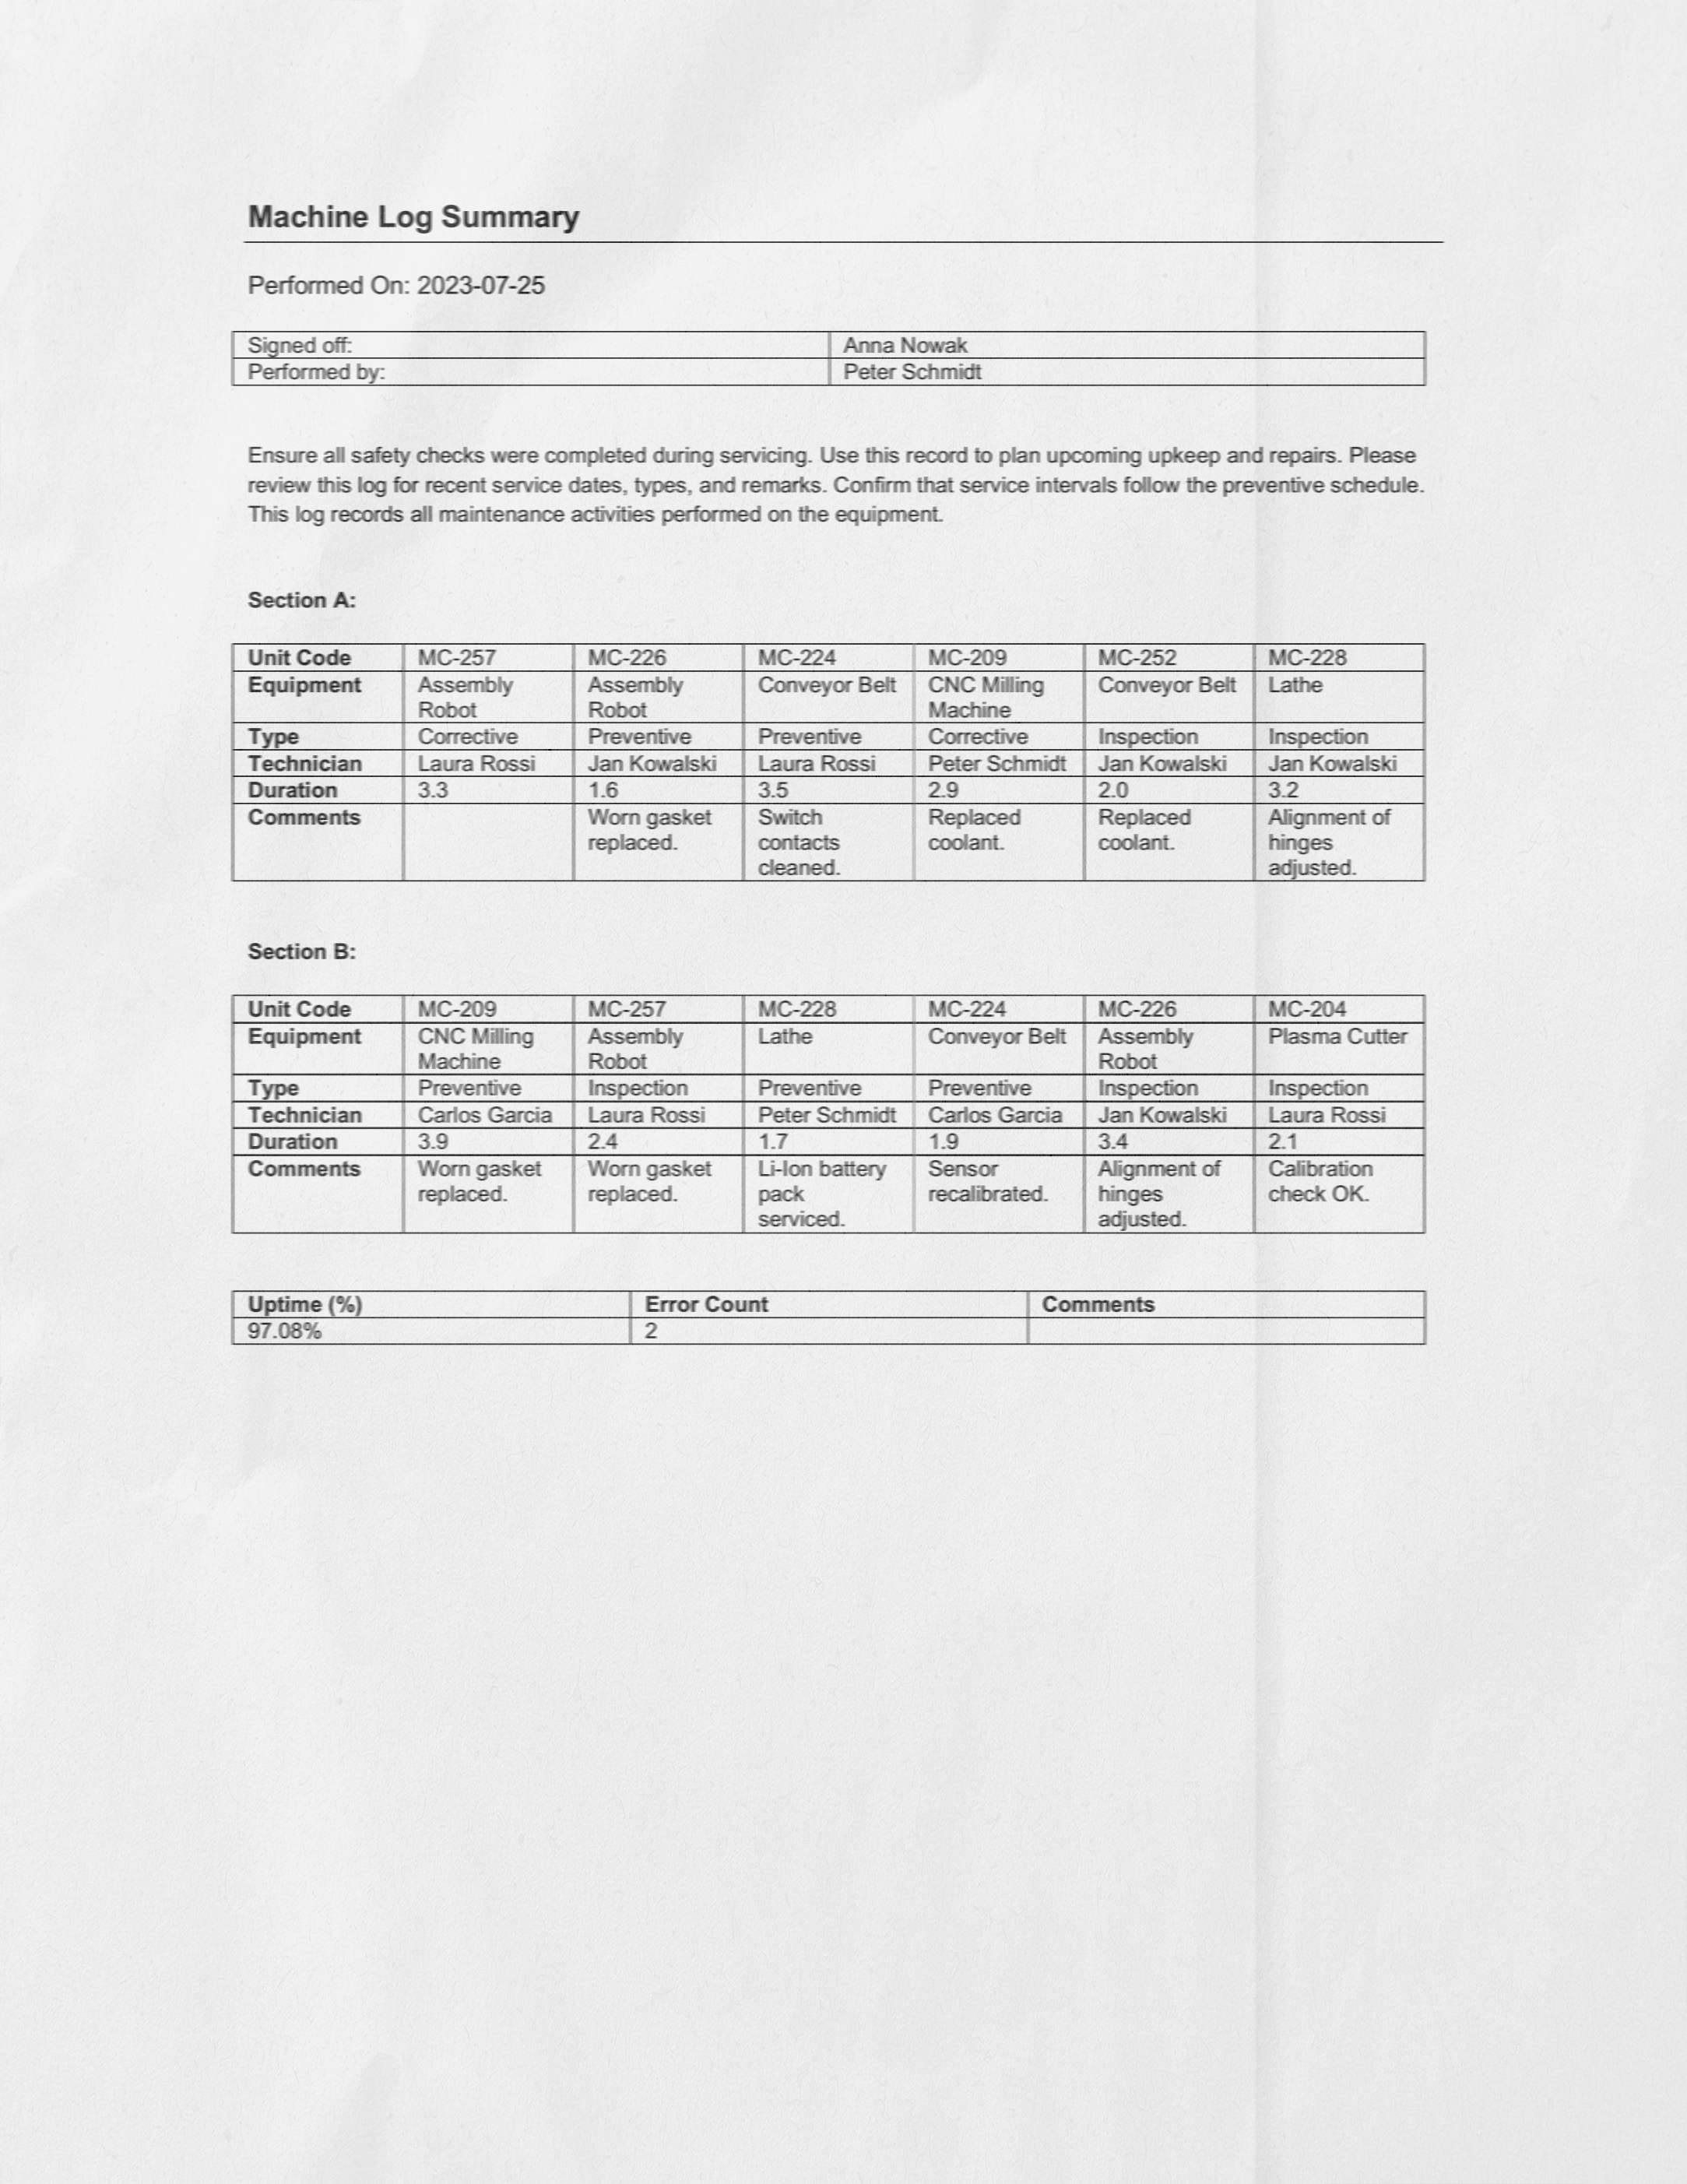 Machine Log Summary
Performed On: 2023-07-25
Signed off: Anna Nowak
Performed by: Peter Schmidt
Ensure all safety checks were completed during servicing. Use this record to plan upcoming upkeep and repairs. Please
review this log for recent service dates, types, and remarks. Confirm that service intervals follow the preventive schedule.
This log records all maintenance activities performed on the equipment.
Section A:
Unit Code MC-257 MC-226 MC-224 MC-209 MC-252 MC-228
Equipment Assembly Assembly Conveyor Belt CNC Milling Conveyor Belt Lathe
Robot Robot Machine
Type Corrective Preventive Preventive Corrective Inspection Inspection
Technician Laura Rossi Jan Kowalski Laura Rossi Peter Schmidt Jan Kowalski Jan Kowalski
Duration 3.3 1.6 3.5 2.9 2.0 3.2
Comments Worn gasket Switch Replaced Replaced Alignment of
replaced. contacts coolant. coolant. hinges
cleaned. adjusted.
Section B:
Unit Code MC-209 MC-257 MC-228 MC-224 MC-226 MC-204
Equipment CNC Milling Assembly Lathe Conveyor Belt Assembly Plasma Cutter
Machine Robot Robot
Type Preventive Inspection Preventive Preventive Inspection Inspection
Technician Carlos Garcia Laura Rossi Peter Schmidt Carlos Garcia Jan Kowalski Laura Rossi
Duration 3.9 2.4 1.7 1.9 3.4 2.1
Comments Worn gasket Worn gasket Li-Ion battery Sensor Alignment of Calibration
replaced. replaced. pack recalibrated. hinges check OK.
serviced. adjusted.
Uptime (%) Error Count Comments
97.08% 2